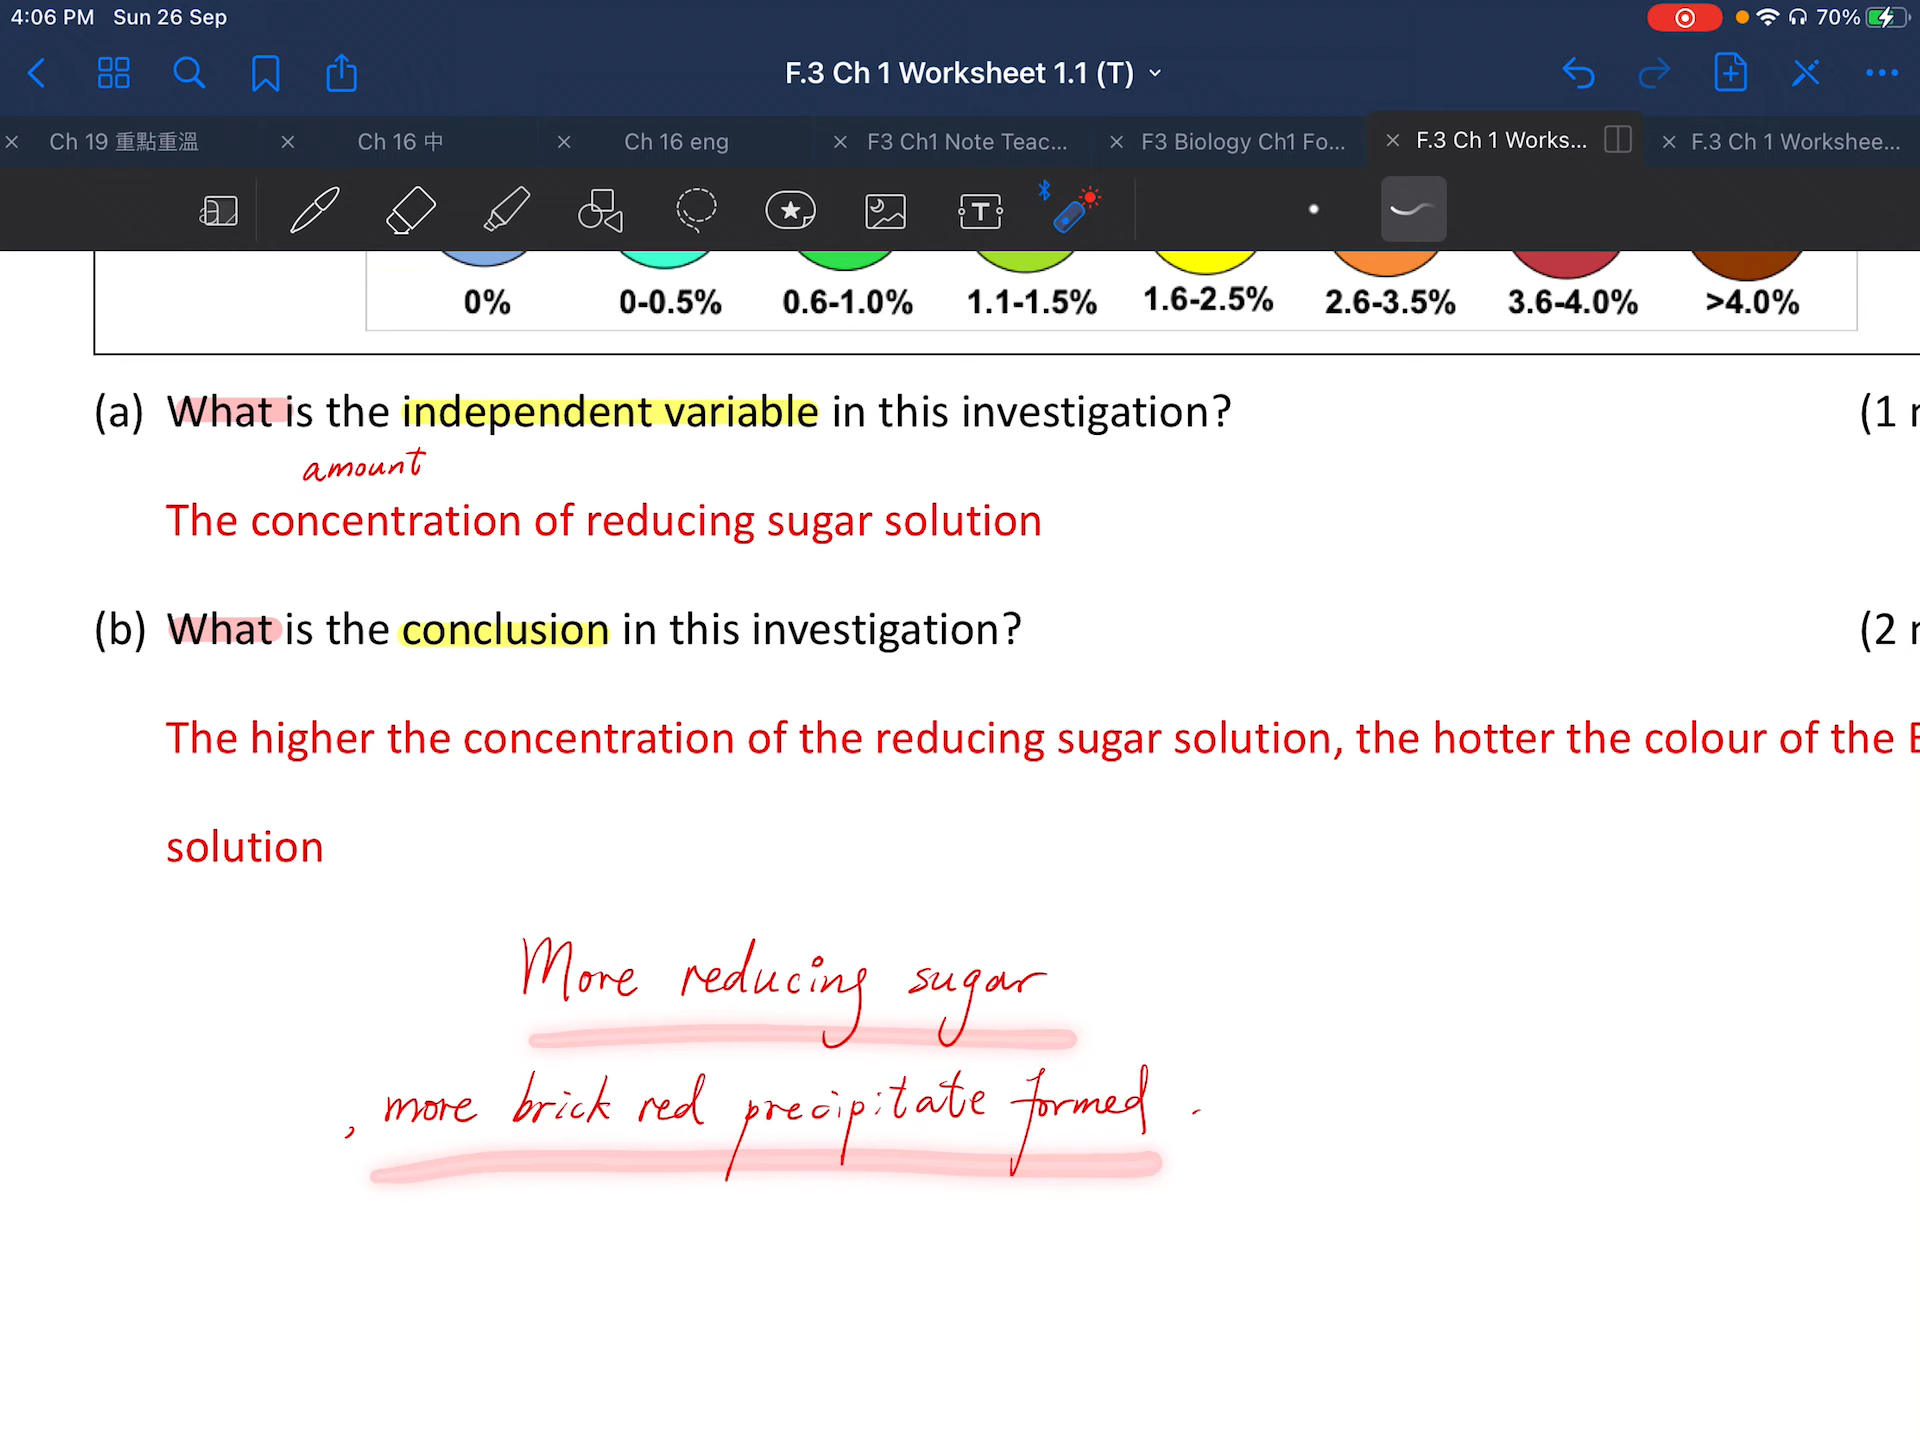 4:06 PM Sun 26 Sep 70%
F.3 Ch 1 Worksheet 1.1 (T)
Ch 19 重點重溫 Ch 16 中 Ch 16 eng F3 Ch1 Note Teac... F3 Biology Ch1 Fo... F.3 Ch 1 Works... F.3 Ch 1 Workshee...
0% 0-0.5% 0.6-1.0% 1.1-1.5% 1.6-2.5% 2.6-3.5% 3.6-4.0% >4.0%
(a) What is the independent variable in this investigation? (1
amount
The concentration of reducing sugar solution
(b) What is the conclusion in this investigation? (2
The higher the concentration of the reducing sugar solution, the hotter the colour of the
solution
More reducing sugar
, more brick red precipitate formed.